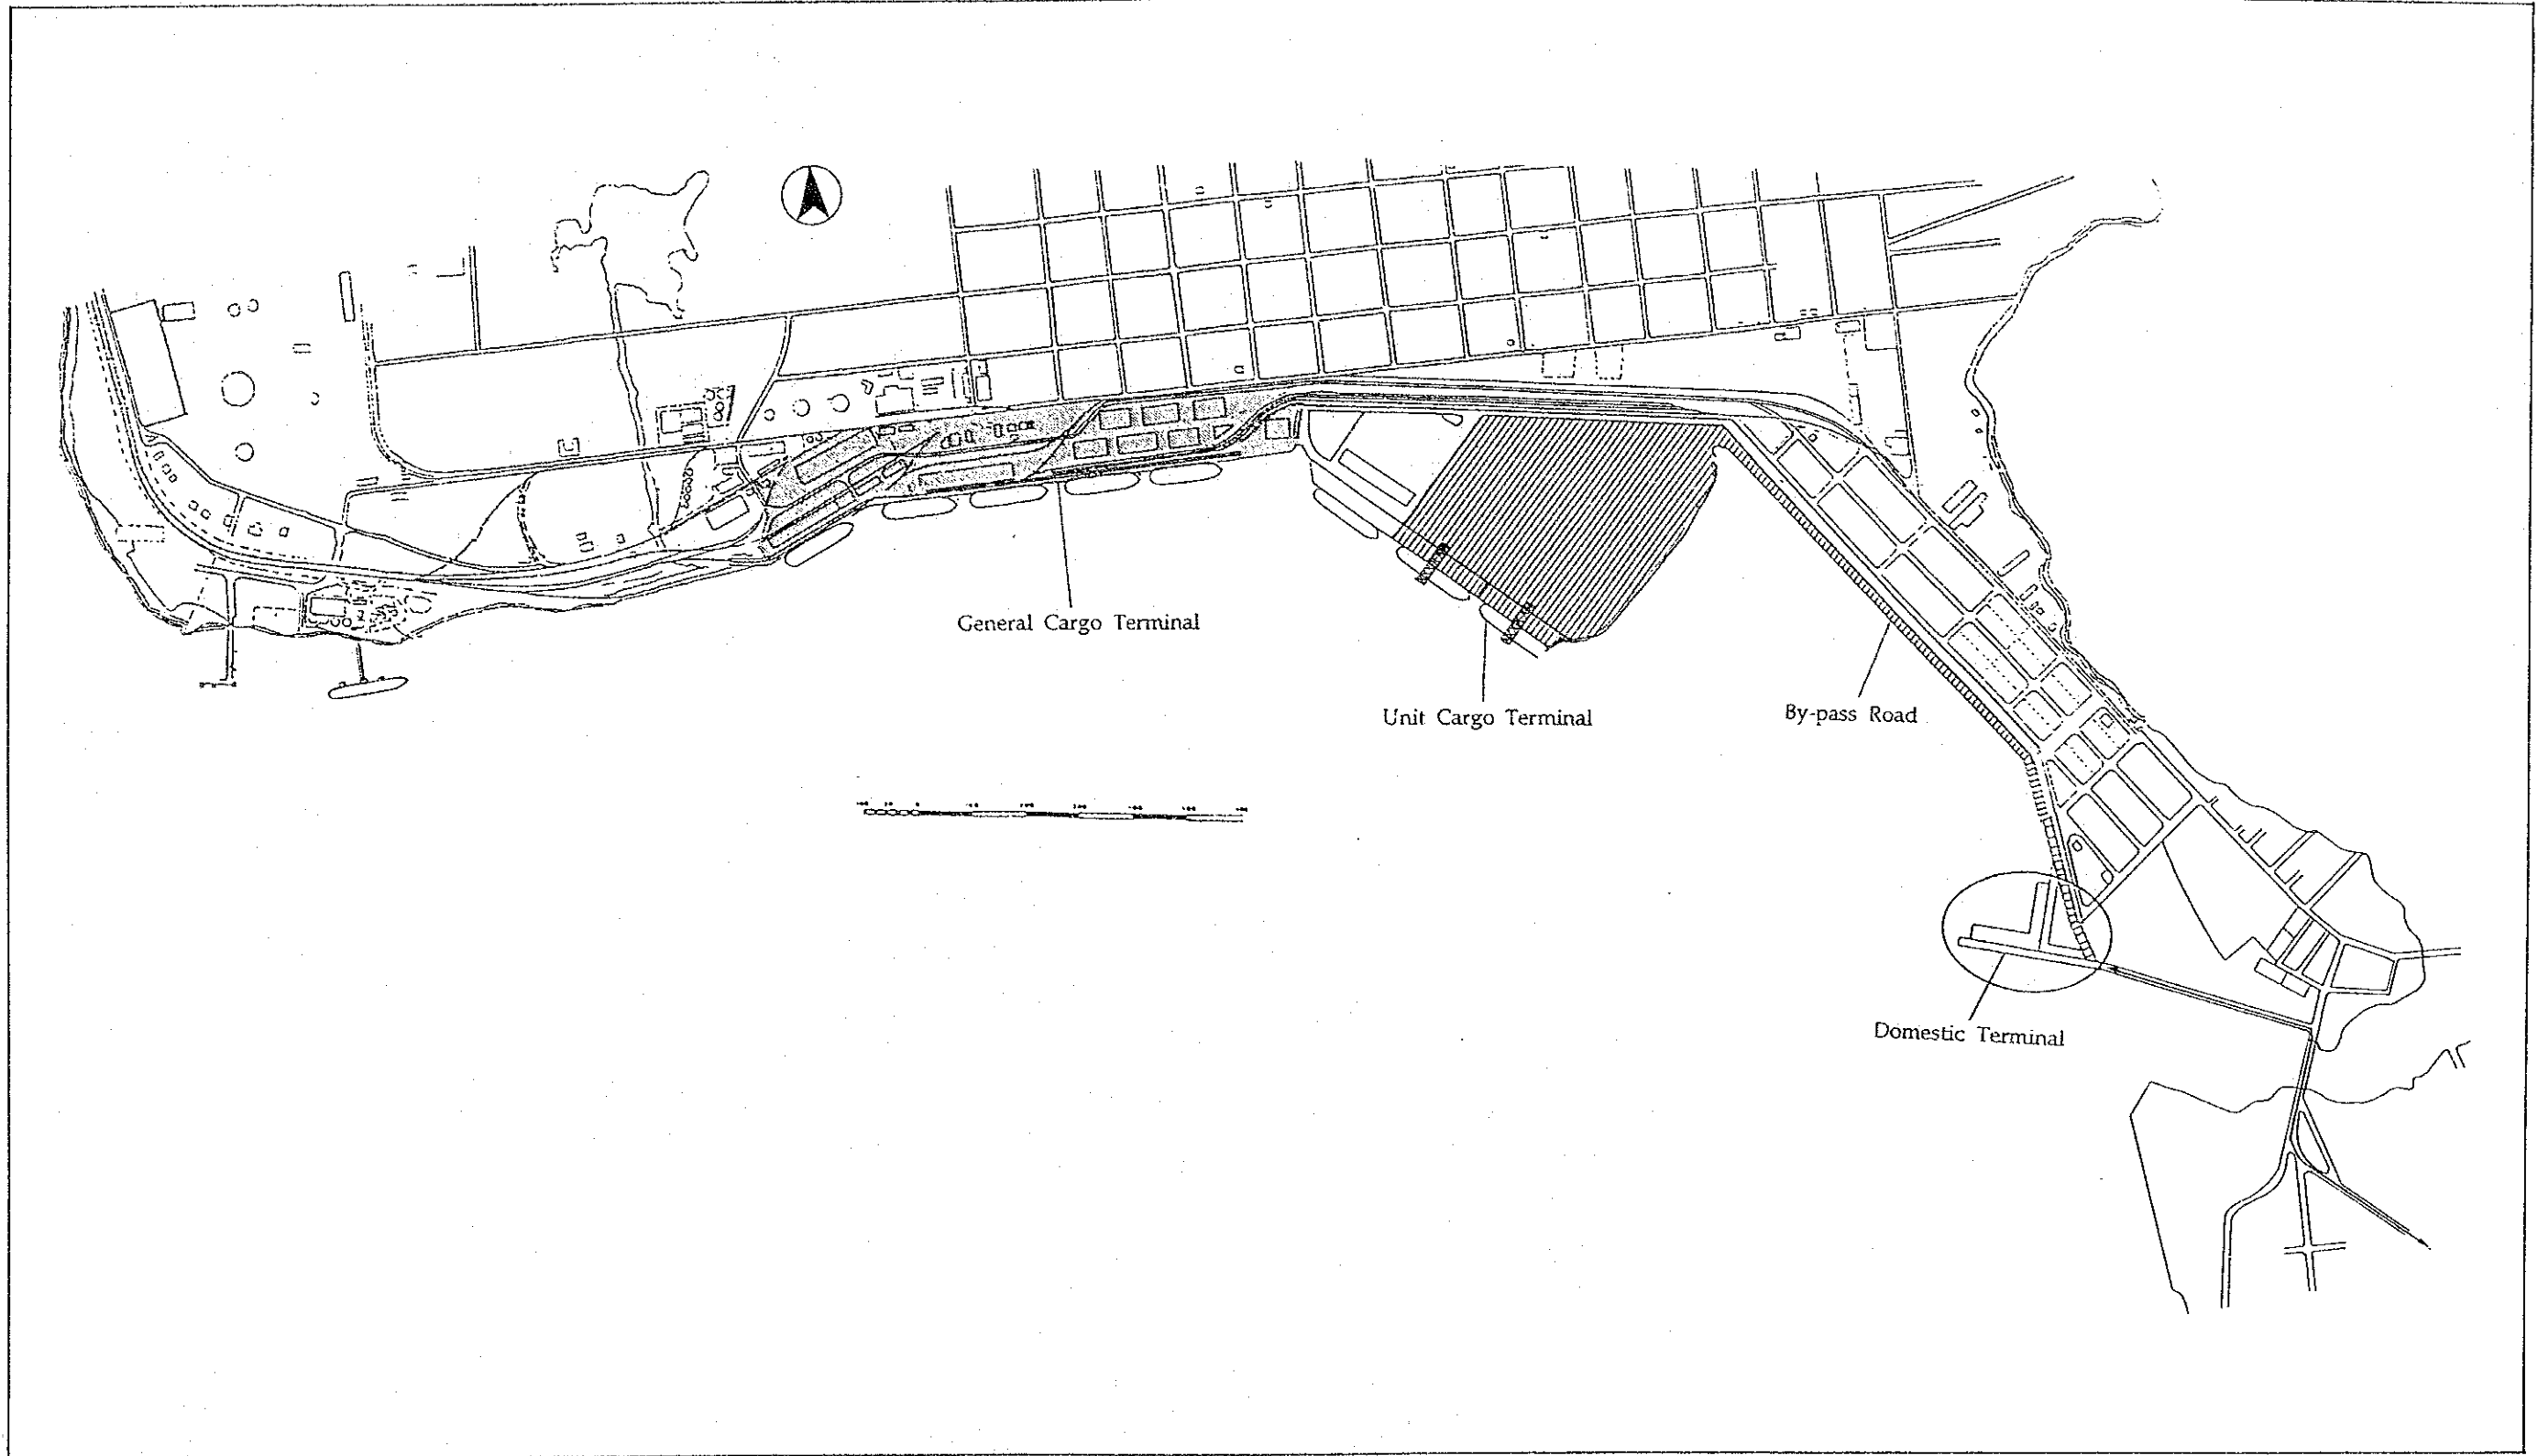 General Cargo Terminal
Unit Cargo Terminal
By-pass Road
Domestic Terminal